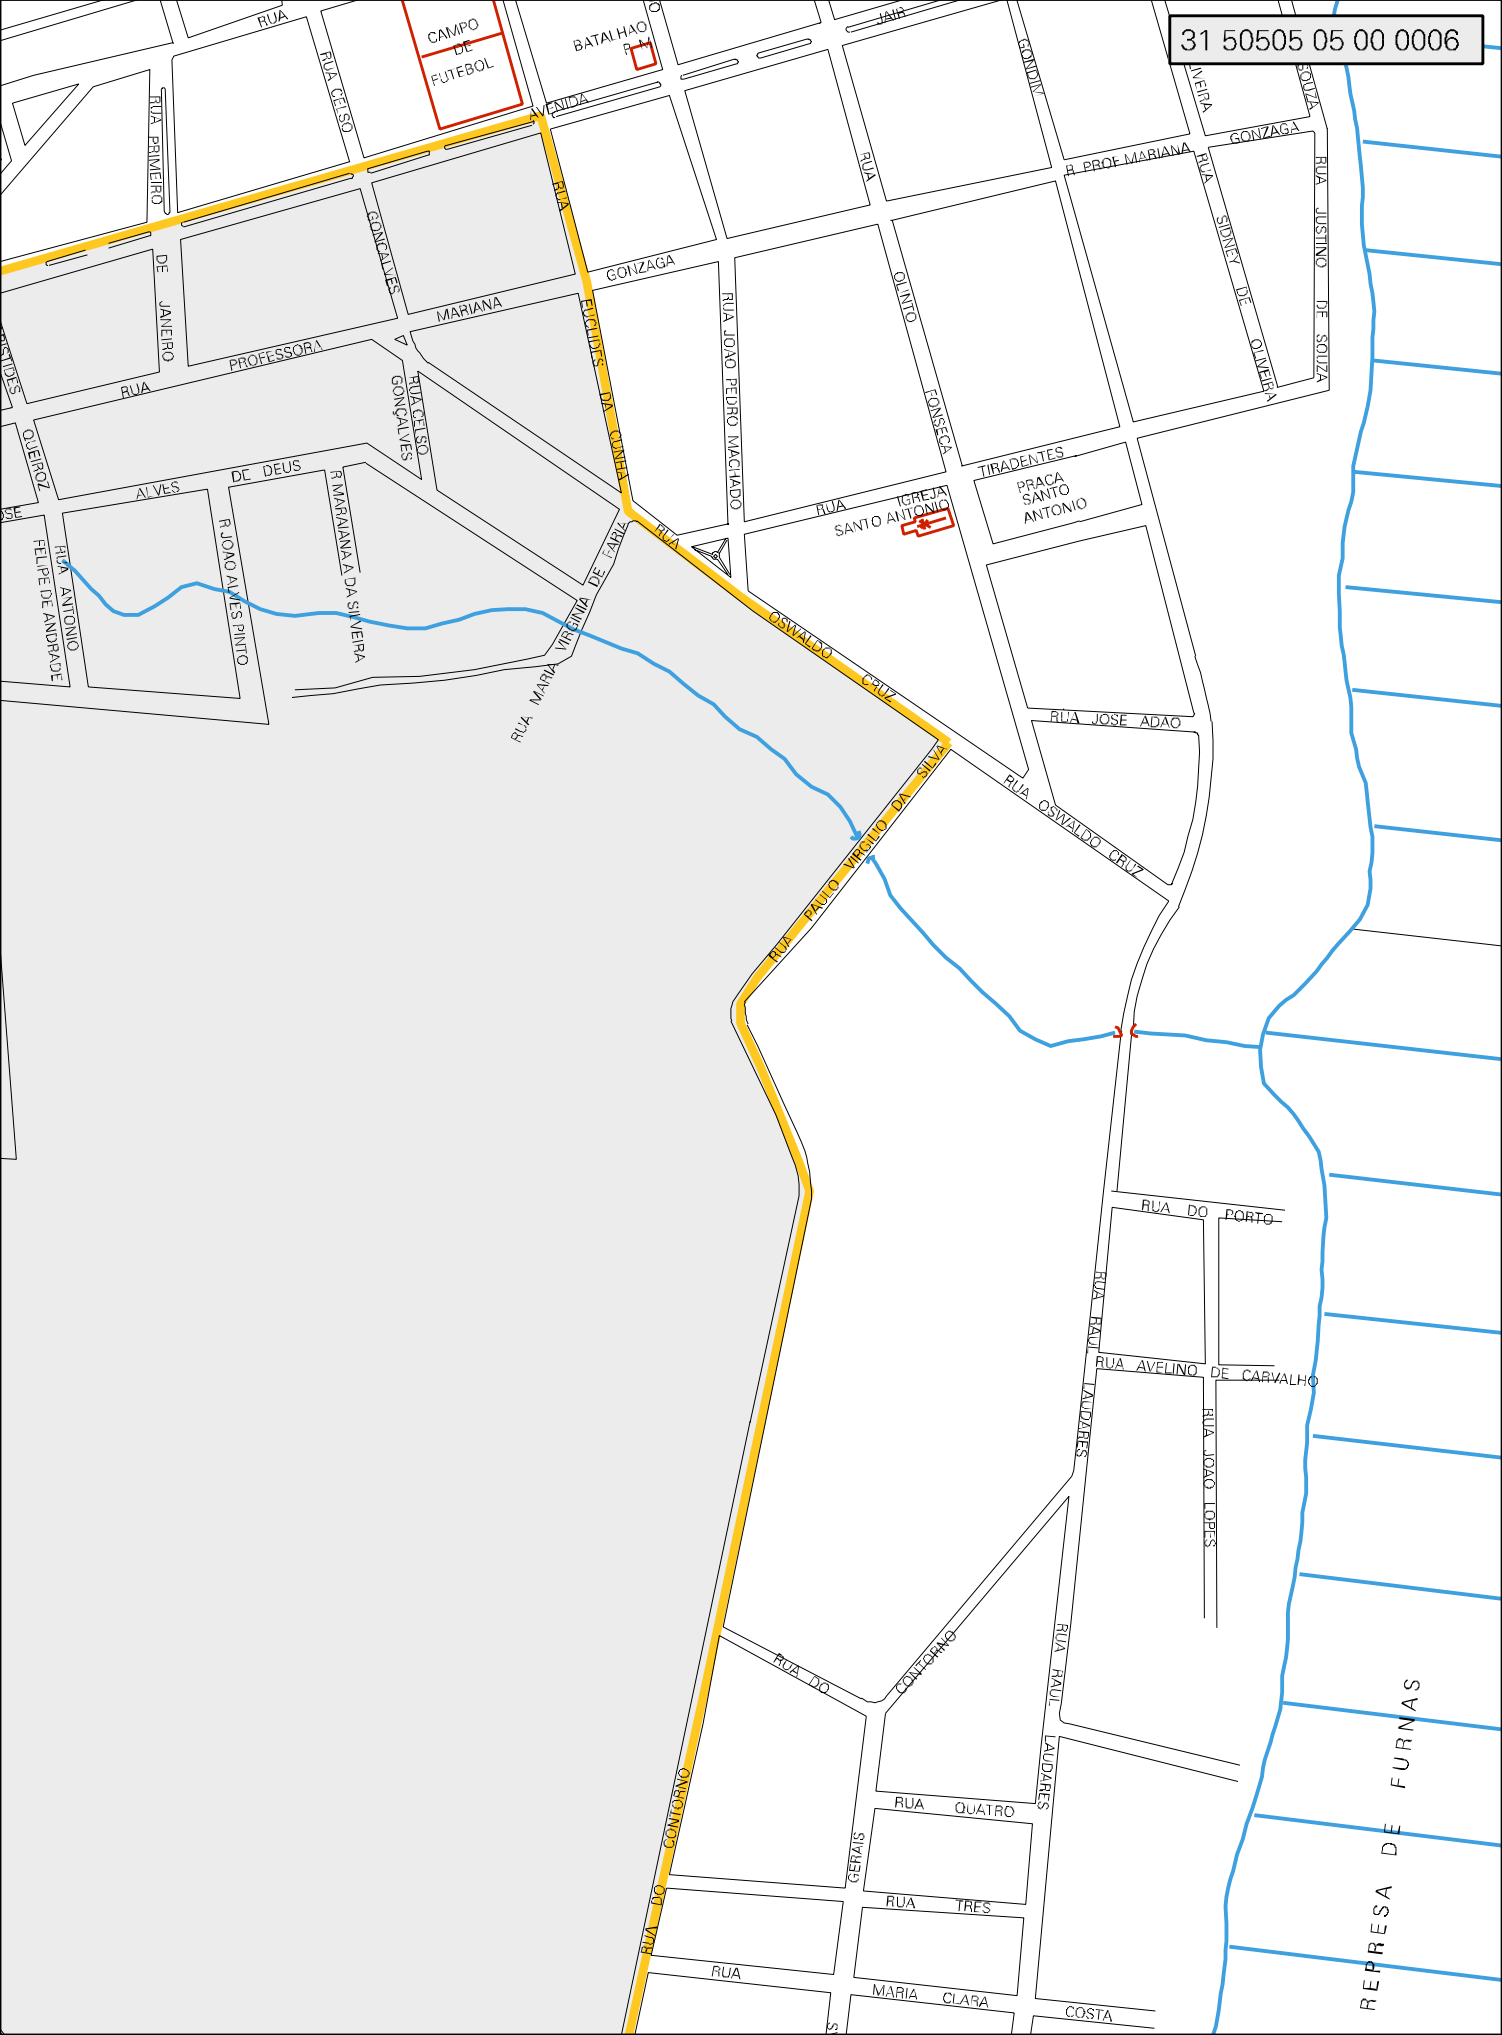 31 50505 05 00 0006
RUA
JAIR
CAMPO
DE
FUTEBOL
BATALHAO
P M
AVENIDA
RUA CELSO
GONÇALVES
RUA PRIMEIRO
DE JANEIRO
GONDIM
OLIVEIRA
SOUZA
GONZAGA
R PROF MARIANA
RUA SIDNEY DE OLIVEIRA
RUA JUSTINO DE SOUZA
RUA OLINTO FONSECA
RUA EUCLIDES DA CUNHA
GONZAGA
MARIANA
PROFESSORA
RUA
RUA JOAO PEDRO MACHADO
RUA CELSO
GONÇALVES
QUEIROZ
ALVES DE DEUS
RUA TIRADENTES
PRACA
SANTO
ANTONIO
IGREJA
SANTO ANTONIO
RUA ANTONIO
FELIPE DE ANDRADE
R JOAO ALVES PINTO
R MARAIANA A DA SILVEIRA
RUA MARIA VIRGINIA DE FARIA
RUA OSWALDO CRUZ
RUA JOSE ADAO
RUA OSWALDO CRUZ
RUA PAULO VIRGILIO DA SILVA
RUA DO PORTO
RUA RAUL LAUDARES
RUA AVELINO DE CARVALHO
RUA JOAO LOPES
RUA DO CONTORNO
RUA RAUL LAUDARES
RUA DO CONTORNO
RUA QUATRO
GERAIS
RUA TRES
RUA MARIA CLARA COSTA
REPRESA DE FURNAS